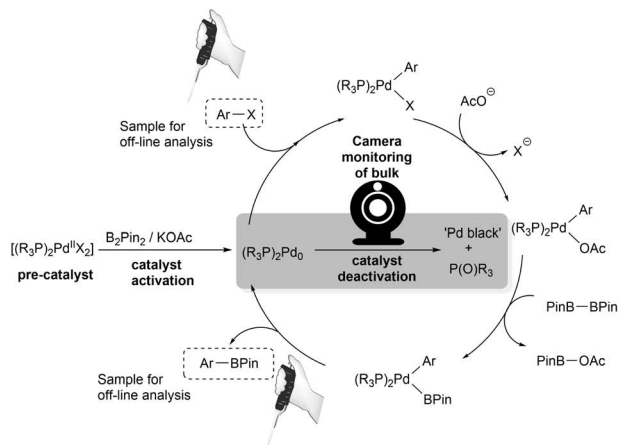 Ar
(R₃P)₂Pd
X
AcO⊖
X⊖
Ar—X
Sample for
off-line analysis
Camera
monitoring
of bulk
[(R₃P)₂PdᴵᴵX₂]
pre-catalyst
B₂Pin₂ / KOAc
catalyst
activation
(R₃P)₂Pd₀
catalyst
deactivation
'Pd black'
+
P(O)R₃
Ar
(R₃P)₂Pd
OAc
PinB—BPin
PinB—OAc
Ar
(R₃P)₂Pd
BPin
Ar—BPin
Sample for
off-line analysis